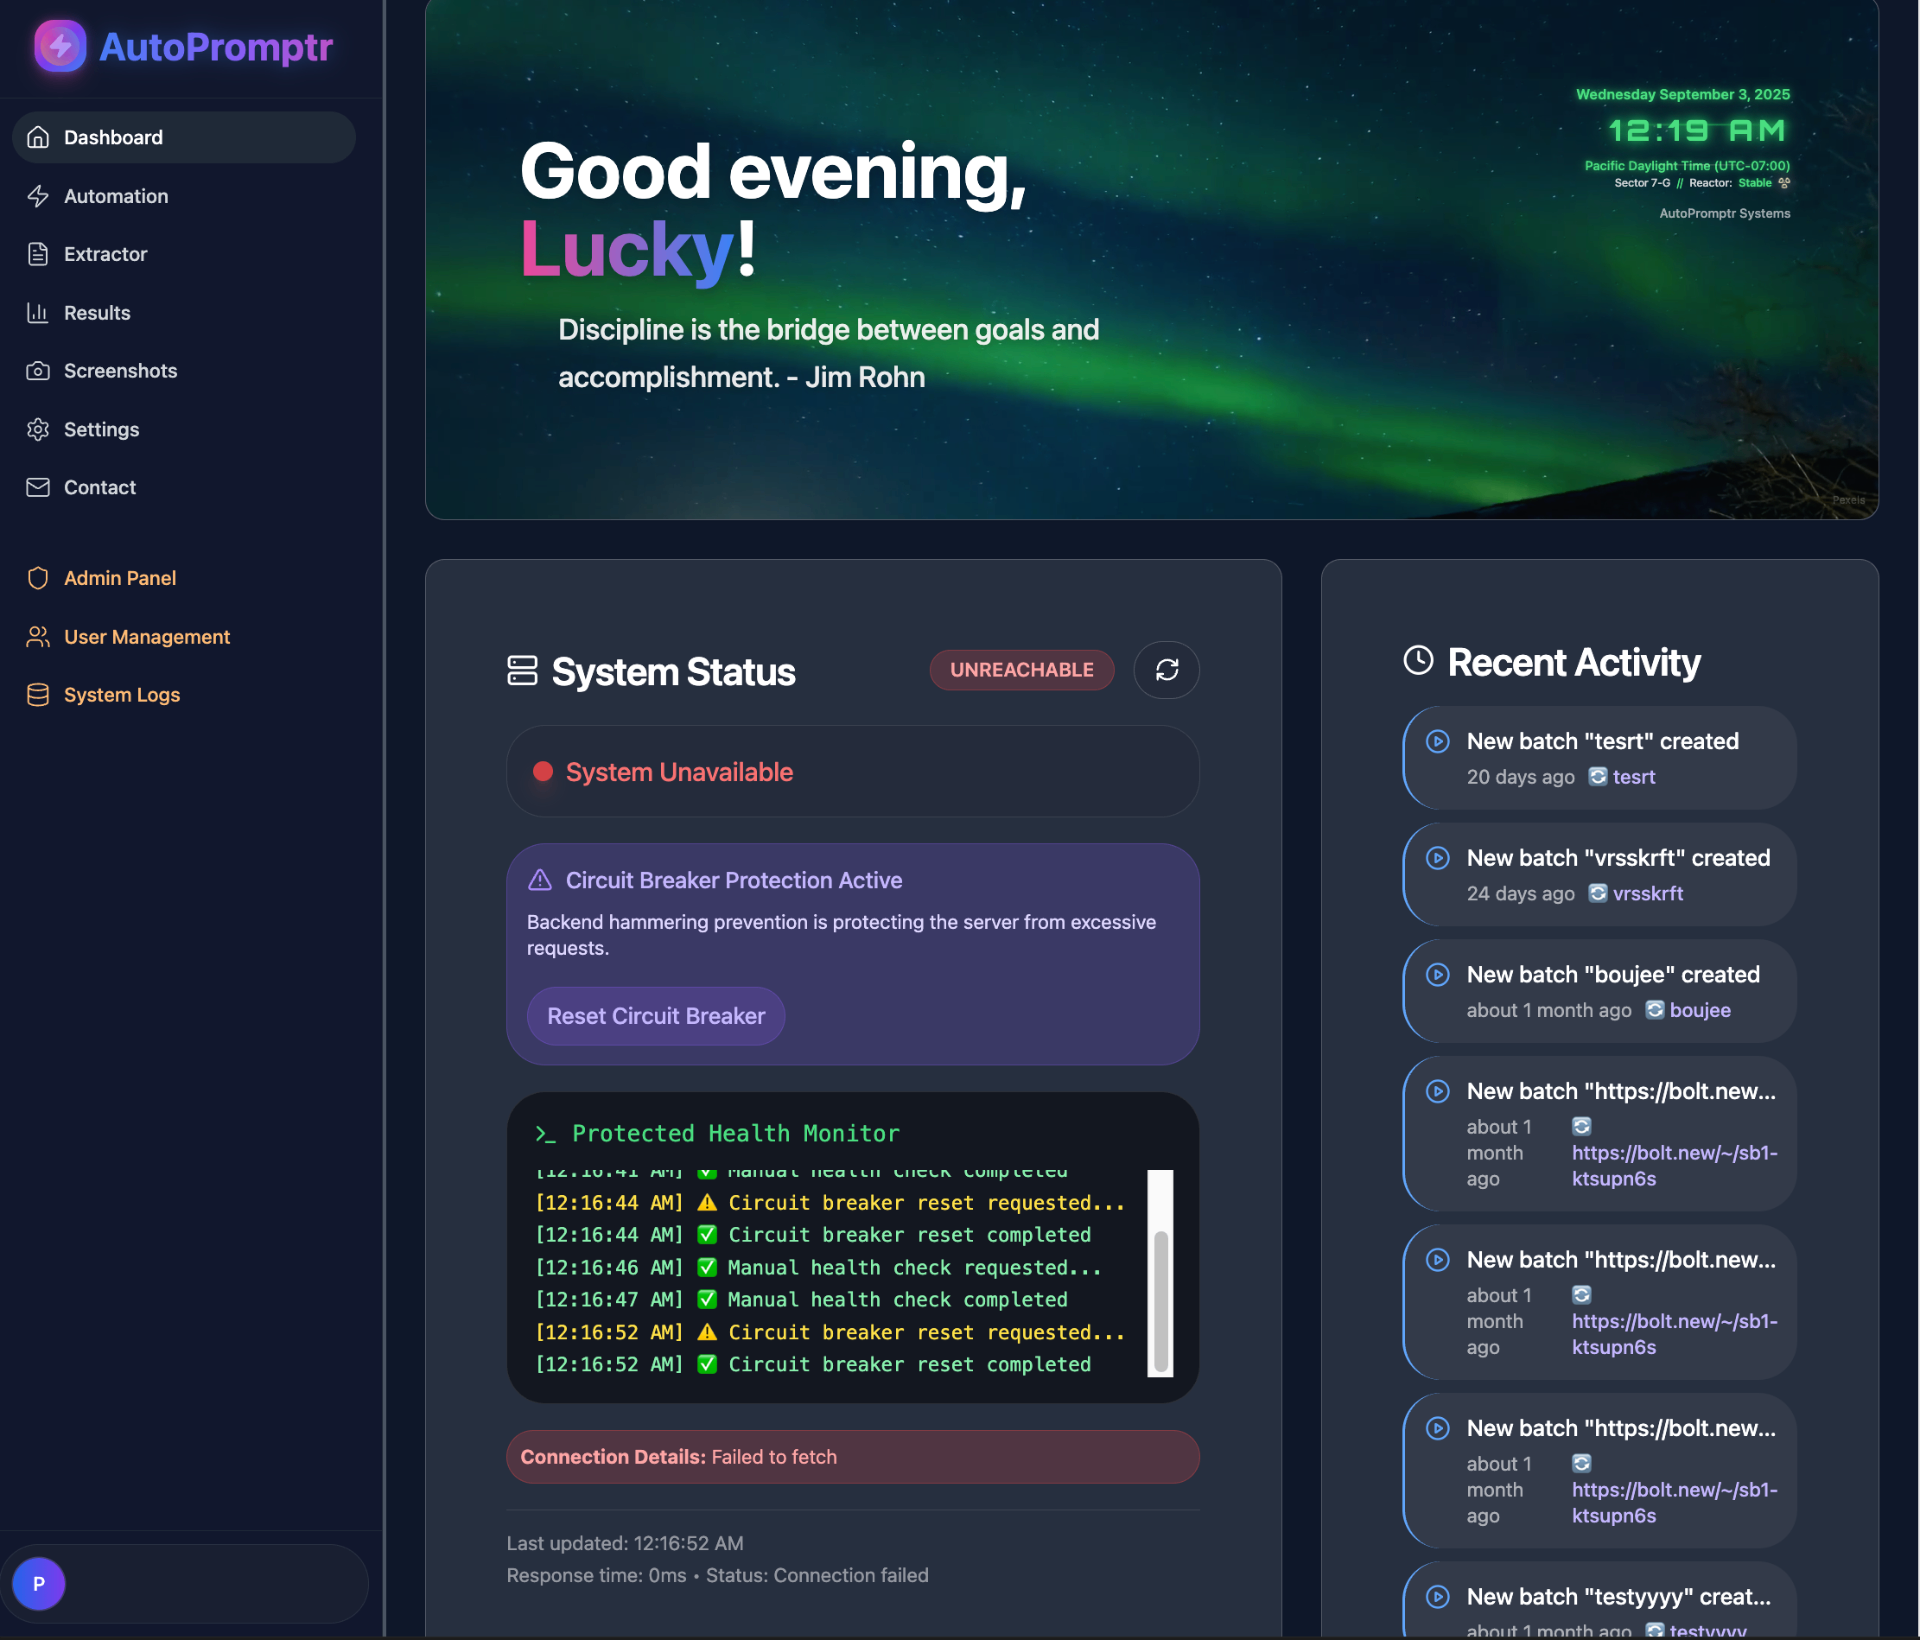 AutoPromptr
Dashboard
Automation
Extractor
Results
Screenshots
Settings
Contact
Admin Panel
User Management
System Logs
P
Good evening,
Lucky!
Discipline is the bridge between goals and
accomplishment. - Jim Rohn
Wednesday September 3, 2025
12:19 AM
Pacific Daylight Time (UTC-07:00)
Sector 7-G // Reactor: Stable
AutoPromptr Systems
Pexels
System Status
UNREACHABLE
System Unavailable
Circuit Breaker Protection Active
Backend hammering prevention is protecting the server from excessive
requests.
Reset Circuit Breaker
>_ Protected Health Monitor
[12:16:41 AM] ✅ Manual health check completed
[12:16:44 AM] ⚠️ Circuit breaker reset requested...
[12:16:44 AM] ✅ Circuit breaker reset completed
[12:16:46 AM] ✅ Manual health check requested...
[12:16:47 AM] ✅ Manual health check completed
[12:16:52 AM] ⚠️ Circuit breaker reset requested...
[12:16:52 AM] ✅ Circuit breaker reset completed
Connection Details: Failed to fetch
Last updated: 12:16:52 AM
Response time: 0ms • Status: Connection failed
Recent Activity
New batch "tesrt" created
20 days ago 🔄 tesrt
New batch "vrsskrft" created
24 days ago 🔄 vrsskrft
New batch "boujee" created
about 1 month ago 🔄 boujee
New batch "https://bolt.new...
about 1
month
ago
🔄
https://bolt.new/~/sb1-
ktsupn6s
New batch "https://bolt.new...
about 1
month
ago
🔄
https://bolt.new/~/sb1-
ktsupn6s
New batch "https://bolt.new...
about 1
month
ago
🔄
https://bolt.new/~/sb1-
ktsupn6s
New batch "testyyyy" creat...
about 1 month ago 🔄 testyyyy